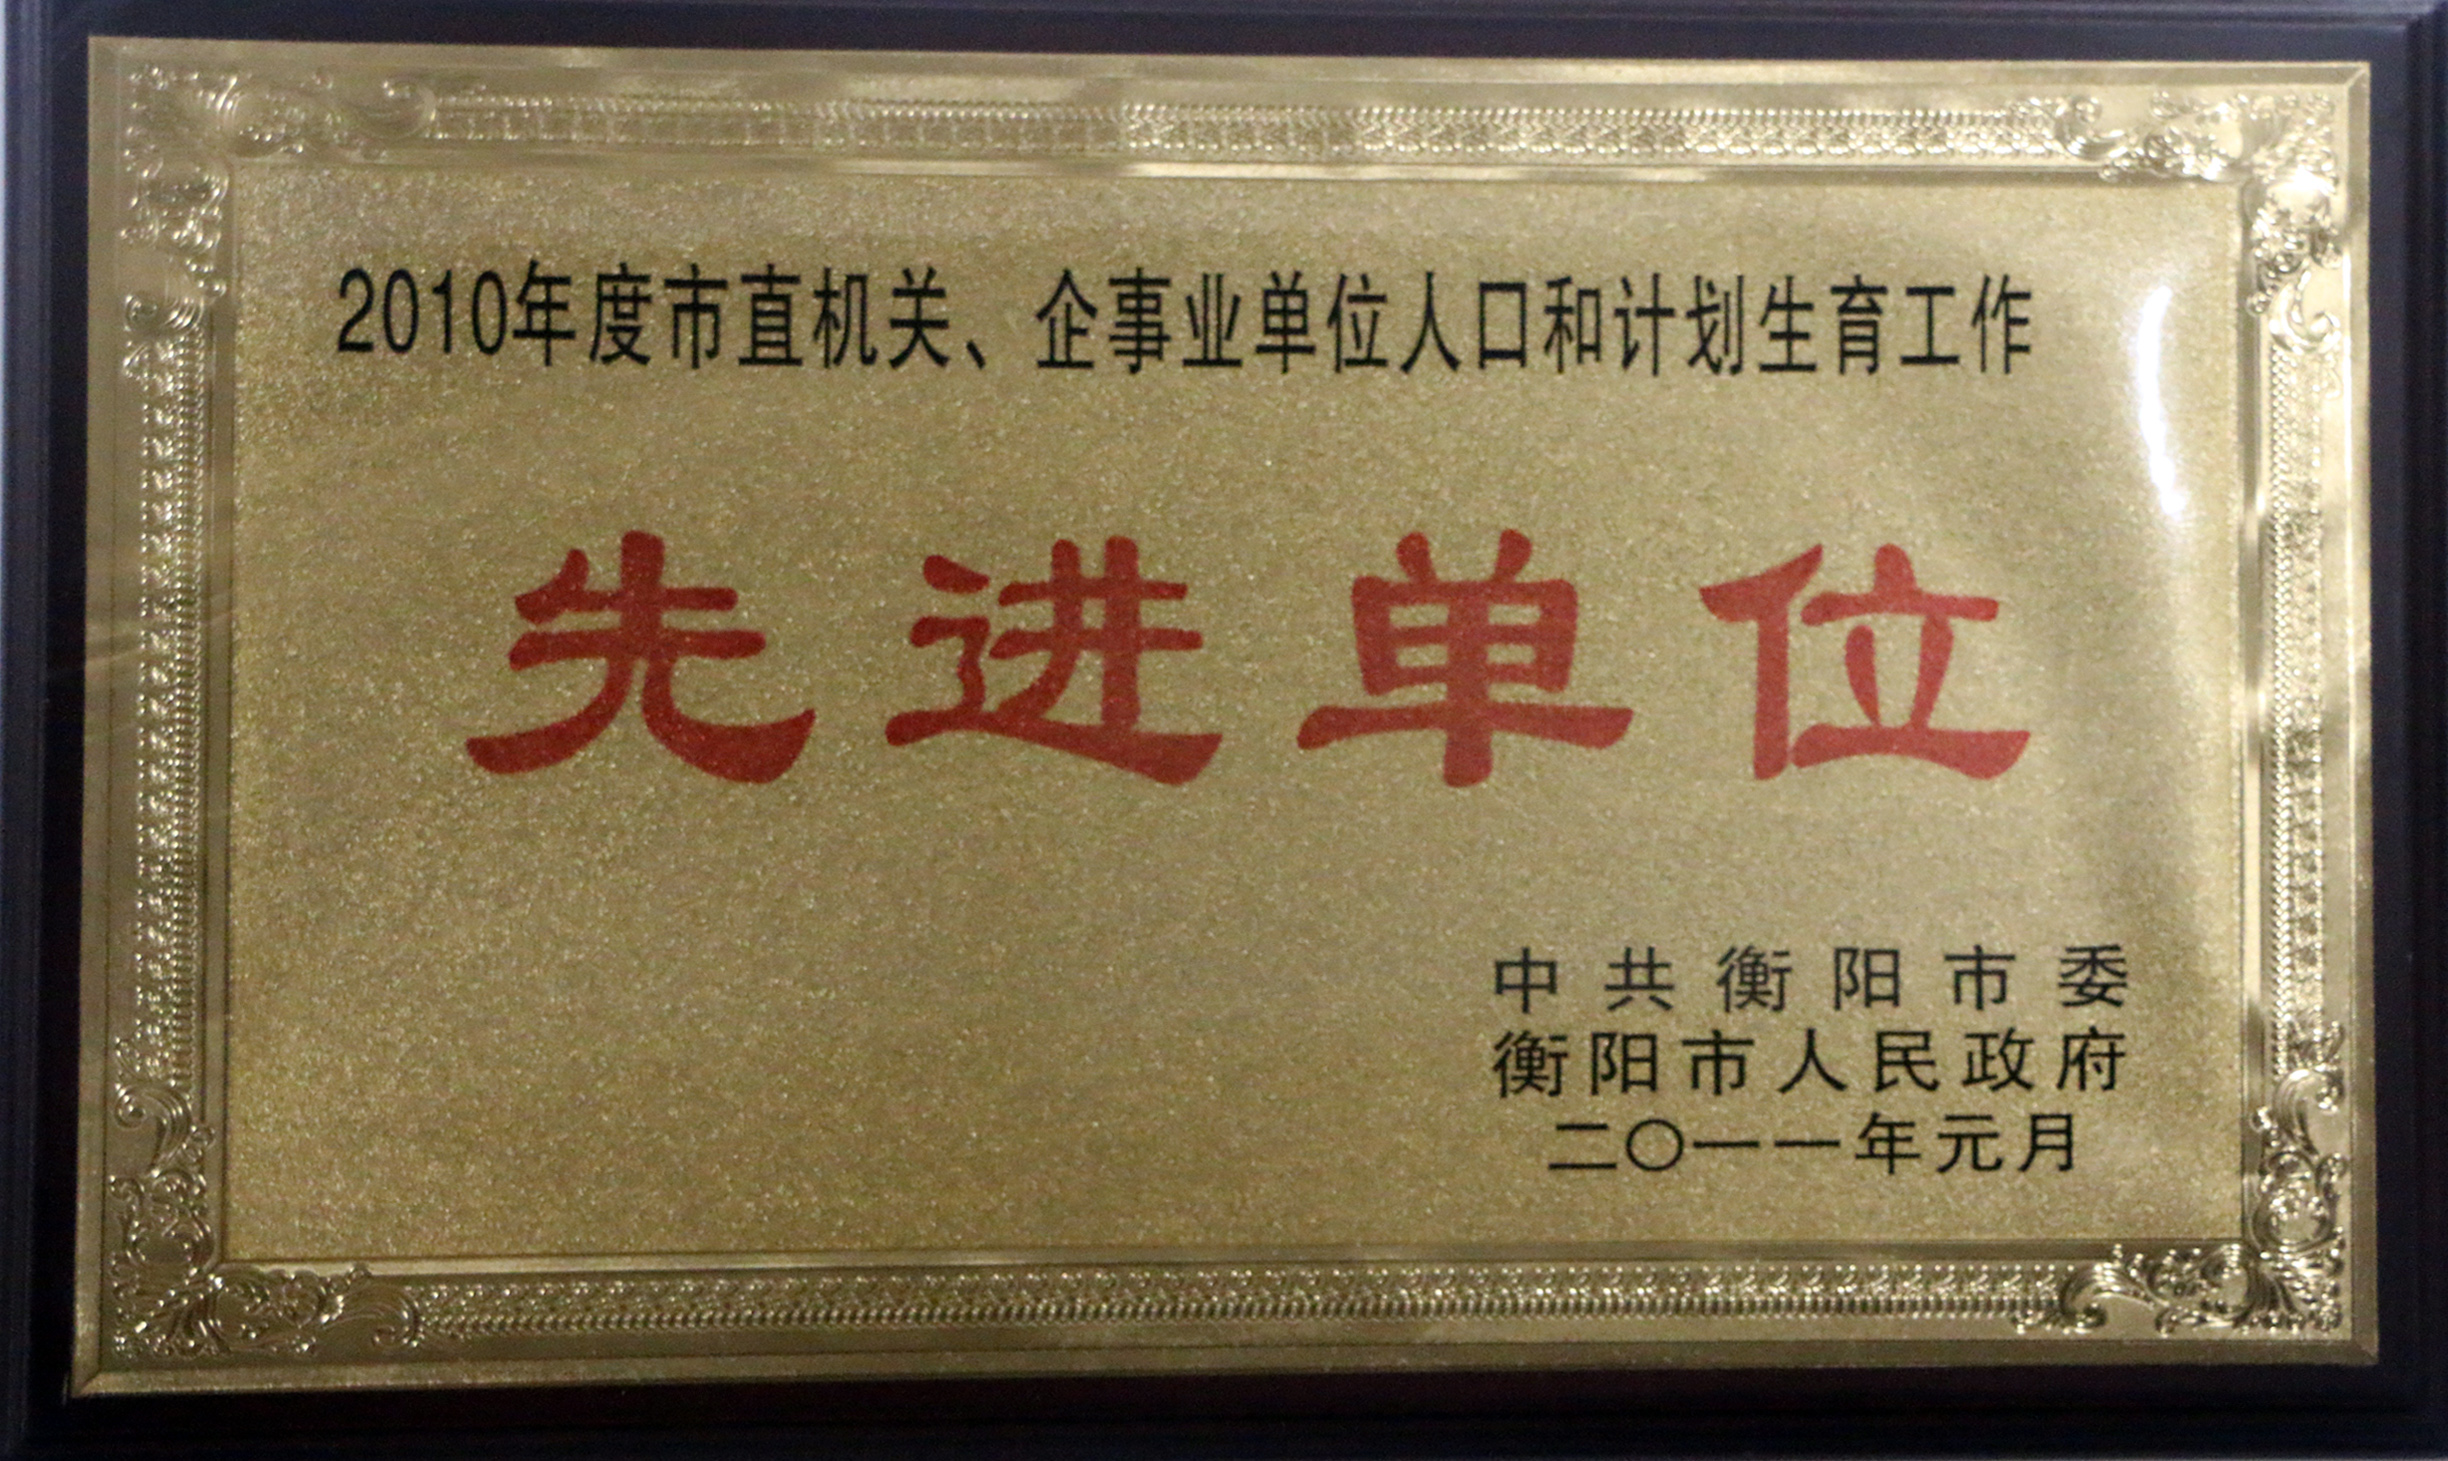 2010年度市直机关、企事业单位人口和计划生育工作
先进单位
中共衡阳市委
衡阳市人民政府
二〇一一年元月